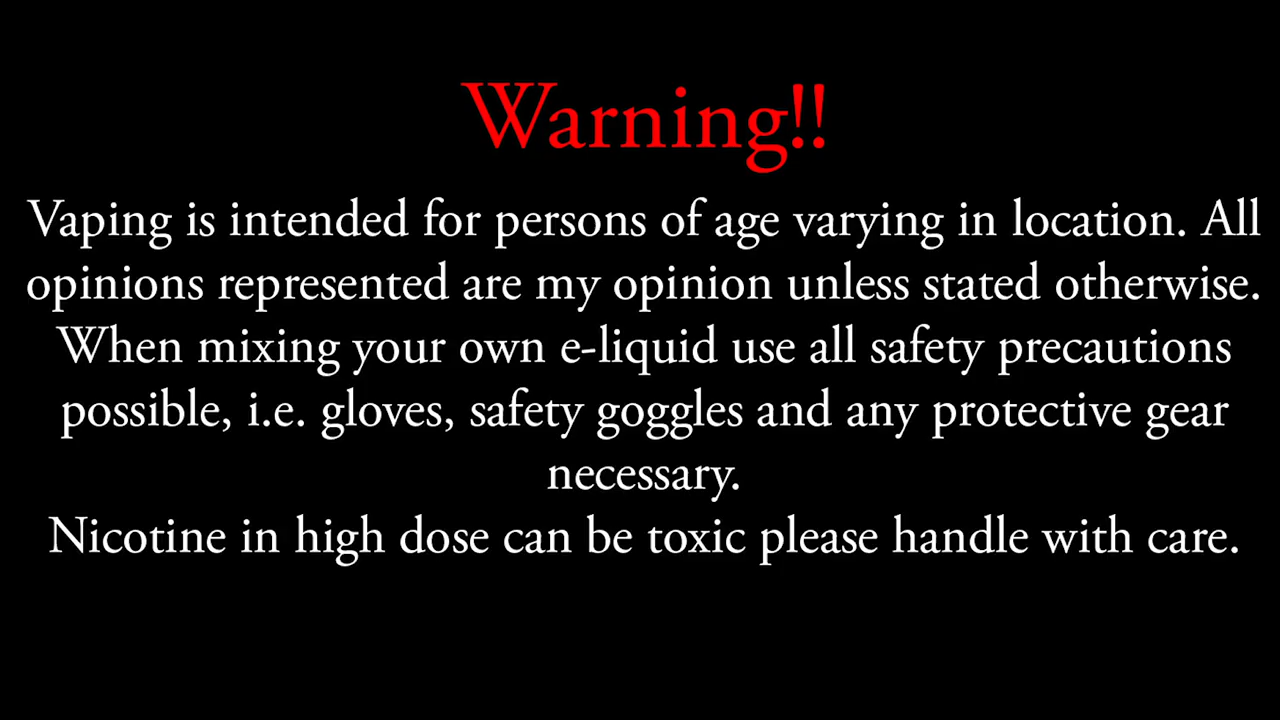 Warning!!
Vaping is intended for persons of age varying in location. All
opinions represented are my opinion unless stated otherwise.
When mixing your own e-liquid use all safety precautions
possible, i.e. gloves, safety goggles and any protective gear
necessary.
Nicotine in high dose can be toxic please handle with care.